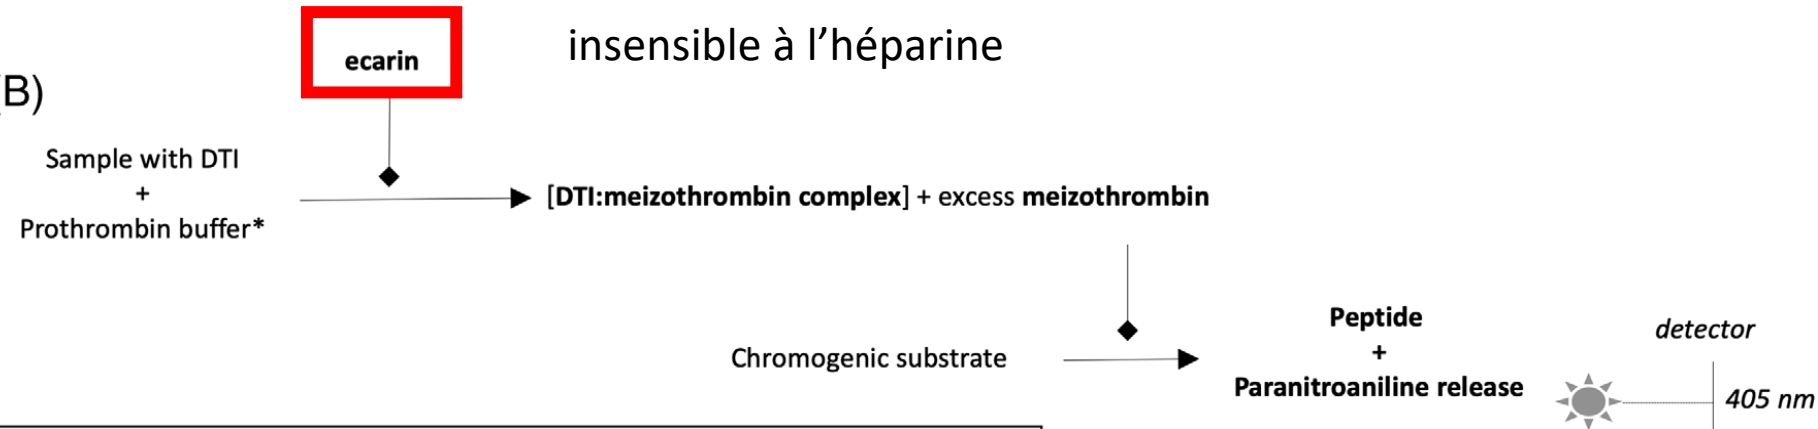 ecarin
insensible à l’héparine
B)
Sample with DTI
+
Prothrombin buffer*
[DTI:meizothrombin complex] + excess meizothrombin
Chromogenic substrate
Peptide
+
Paranitroaniline release
detector
405 nm